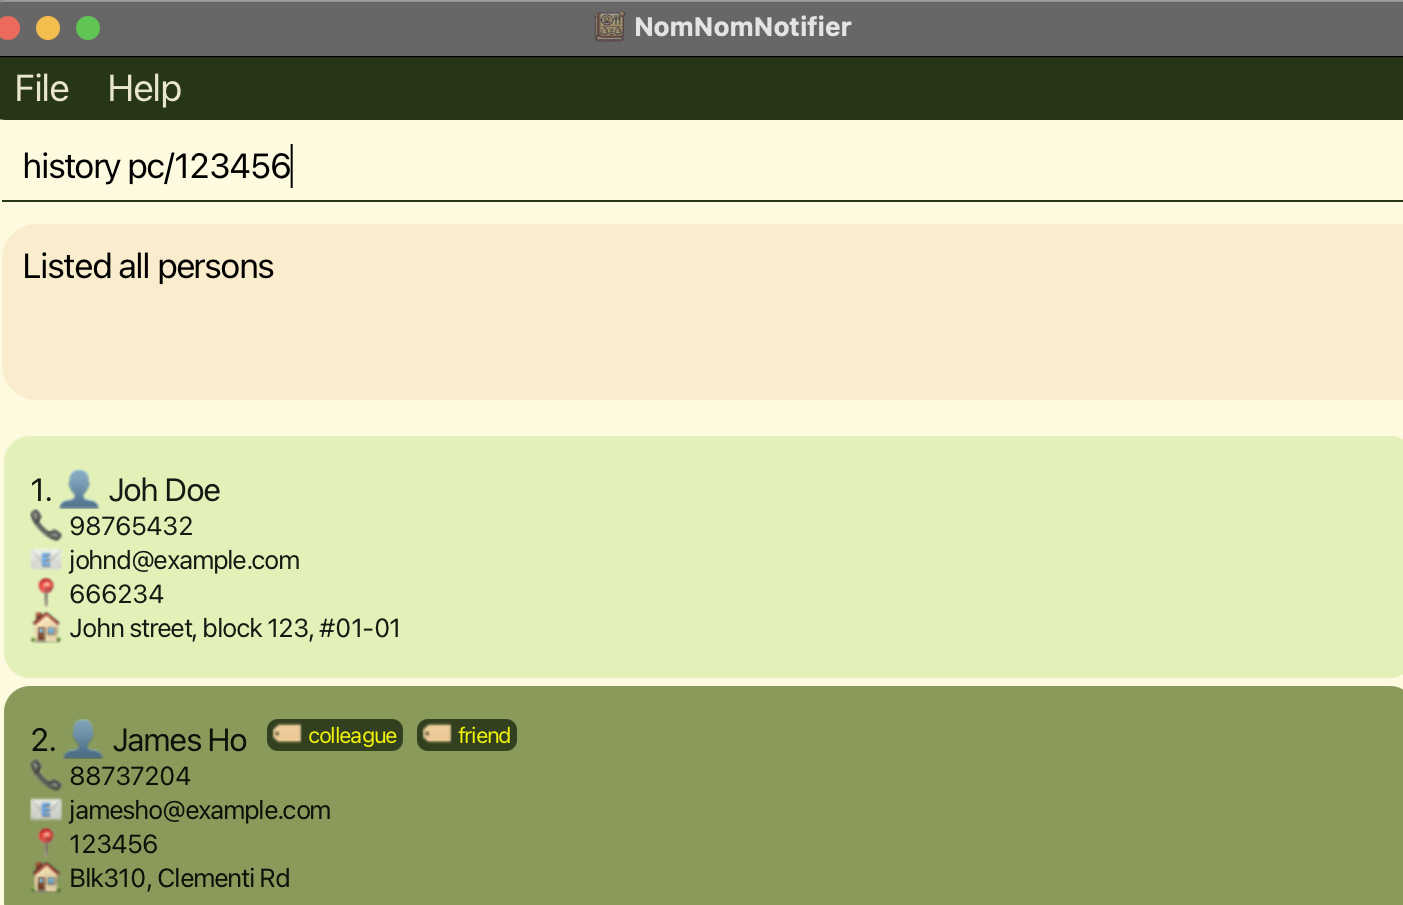 NomNomNotifier
File Help
history pc/123456
Listed all persons
1. Joh Doe
98765432
johnd@example.com
666234
John street, block 123, #01-01
2. James Ho colleague friend
88737204
jamesho@example.com
123456
Blk310, Clementi Rd